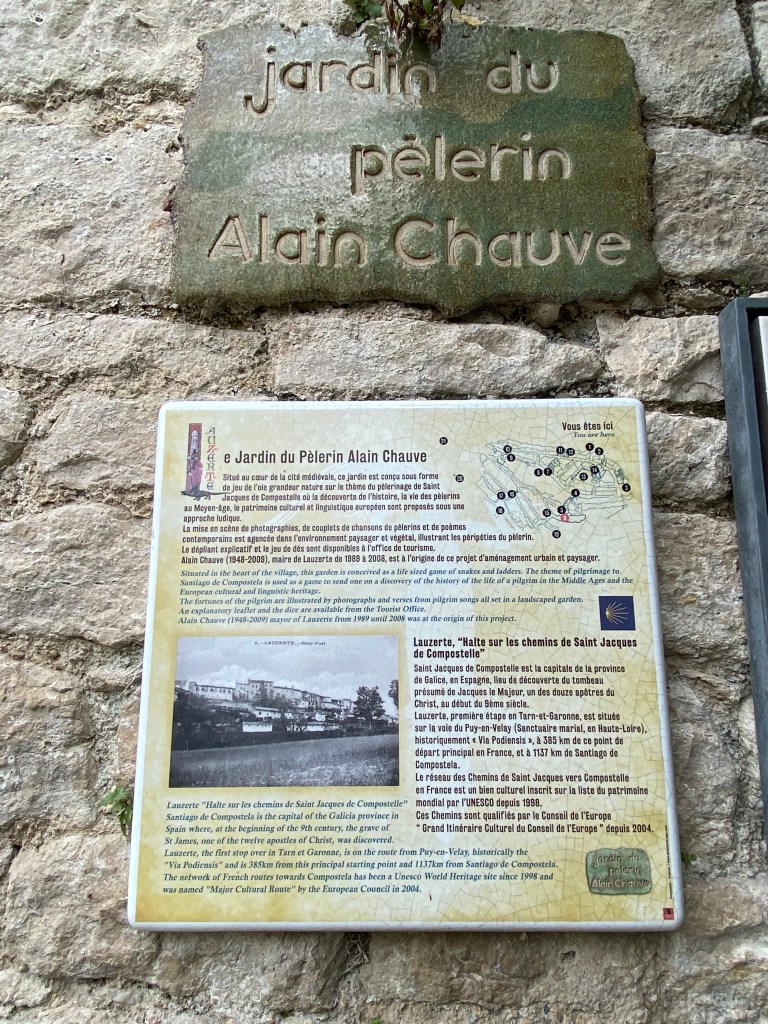 jardin du
pèlerin
Alain Chauve
LAUZERTE
Vous êtes ici
You are here
e Jardin du Pèlerin Alain Chauve
Situé au cœur de la cité médiévale, ce jardin est conçu sous forme
de jeu de l'oie grandeur nature sur le thème du pèlerinage de Saint
Jacques de Compostelle où la découverte de l'histoire, la vie des pèlerins
au Moyen-âge, le patrimoine culturel et linguistique européen sont proposés sous une
approche ludique.
La mise en scène de photographies, de couplets de chansons de pèlerins et de poèmes
contemporains est agencée dans l'environnement paysager et végétal, illustrant les péripéties du pèlerin.
Le dépliant explicatif et le jeu de dés sont disponibles à l'office de tourisme.
Alain Chauve (1948-2009), maire de Lauzerte de 1989 à 2008, est à l'origine de ce projet d'aménagement urbain et paysager.
Situated in the heart of the village, this garden is conceived as a life sized game of snakes and ladders. The theme of pilgrimage to
Santiago de Compostela is used as a game to send one on a discovery of the history of the life of a pilgrim in the Middle Ages and the
European cultural and linguistic heritage.
The fortunes of the pilgrim are illustrated by photographs and verses from pilgrim songs all set in a landscaped garden.
An explanatory leaflet and the dice are available from the Tourist Office.
Alain Chauve (1948-2009) mayor of Lauzerte from 1989 until 2008 was at the origin of this project.
LAUZERTE
Lauzerte, "Halte sur les chemins de Saint Jacques
de Compostelle"
Saint Jacques de Compostelle est la capitale de la province
de Galice, en Espagne, lieu de découverte du tombeau
présumé de Jacques le Majeur, un des douze apôtres du
Christ, au début du 9ème siècle.
Lauzerte, première étape en Tarn-et-Garonne, est située
sur la voie du Puy-en-Velay (Sanctuaire marial, en Haute-Loire),
historiquement « Via Podiensis », à 385 km de ce point de
départ principal en France, et à 1137 km de Santiago de
Compostela.
Le réseau des Chemins de Saint Jacques vers Compostelle
en France est un bien culturel inscrit sur la liste du patrimoine
mondial par l'UNESCO depuis 1998.
Ces Chemins sont qualifiés par le Conseil de l'Europe
" Grand Itinéraire Culturel du Conseil de l'Europe " depuis 2004.
Lauzerte "Halte sur les chemins de Saint Jacques de Compostelle"
Santiago de Compostela is the capital of the Galicia province in
Spain where, at the beginning of the 9th century, the grave of
St James, one of the twelve apostles of Christ, was discovered.
Lauzerte, the first stop over in Tarn et Garonne, is on the route from Puy-en-Velay, historically the
"Via Podiensis" and is 385km from this principal starting point and 1137km from Santiago de Compostela.
The network of French routes towards Compostela has been a Unesco World Heritage site since 1998 and
was named "Major Cultural Route" by the European Council in 2004.
jardin du
pèlerin
Alain Chauve